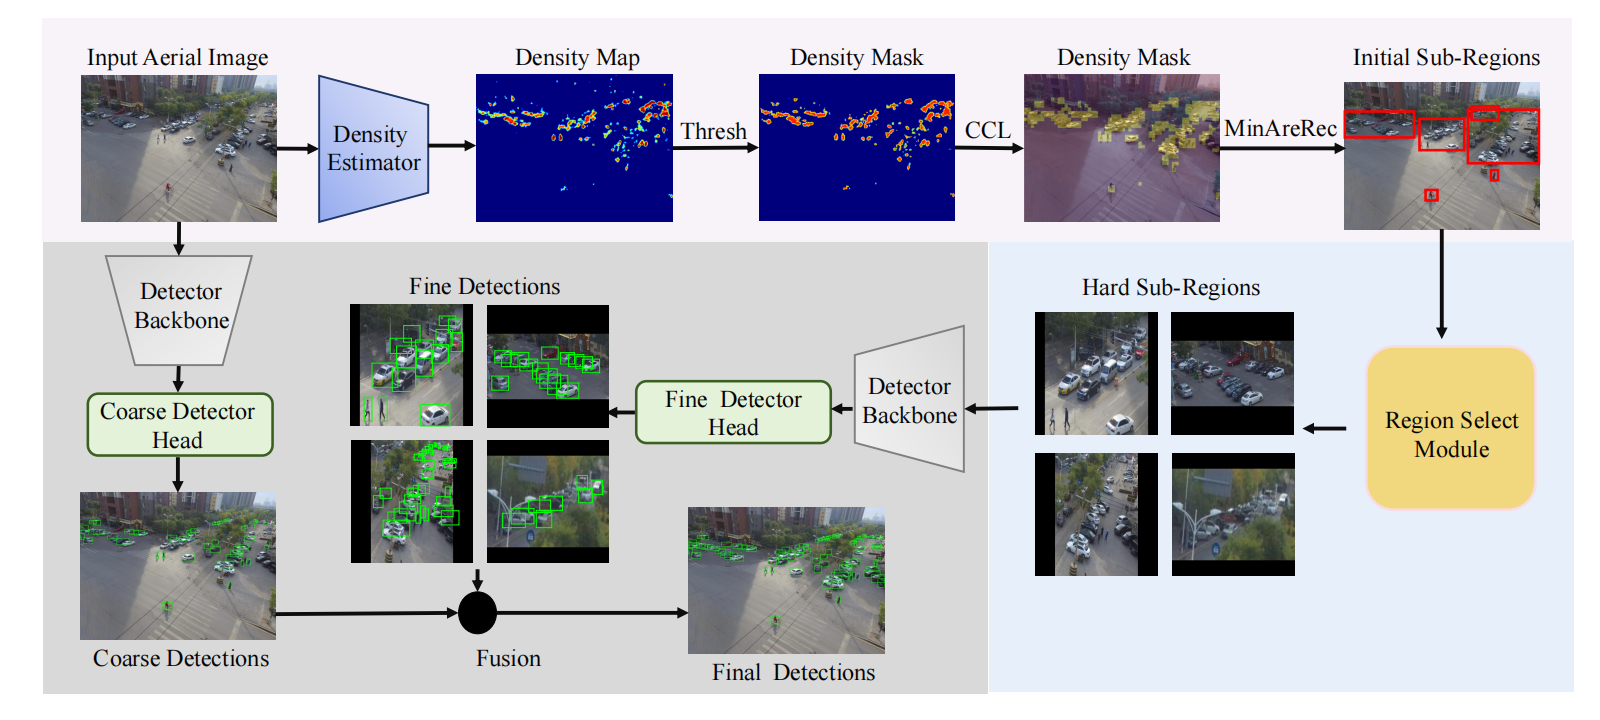 Input Aerial Image
Density Map
Density Mask
Density Mask
Initial Sub-Regions
Density
Estimator
Thresh
CCL
MinAreRec
Detector
Backbone
Coarse Detector
Head
Coarse Detections
Fine Detections
Fine Detector
Head
Detector
Backbone
Hard Sub-Regions
Region Select
Module
Fusion
Final Detections